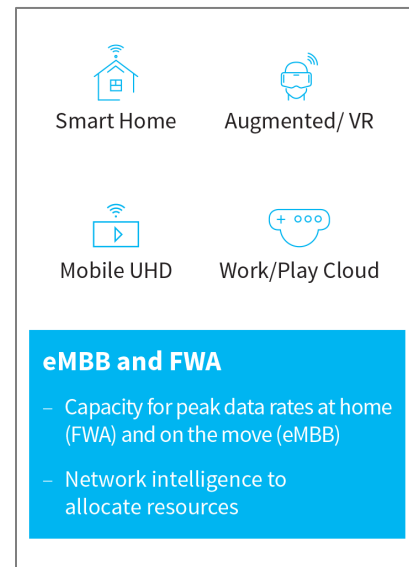 Smart Home
Augmented/ VR
Mobile UHD
Work/Play Cloud
eMBB and FWA
– Capacity for peak data rates at home
(FWA) and on the move (eMBB)
– Network intelligence to
allocate resources